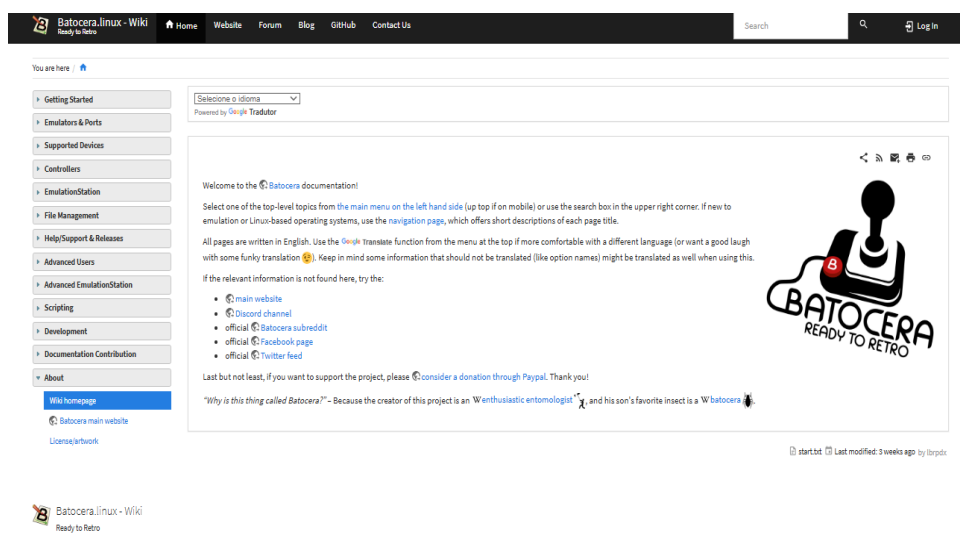 Batocera.linux - Wiki
Ready to Retro
Home Website Forum Blog GitHub Contact Us
Search
Log In
You are here /
Getting Started
Emulators & Ports
Supported Devices
Controllers
EmulationStation
File Management
Help/Support & Releases
Advanced Users
Advanced EmulationStation
Scripting
Development
Documentation Contribution
About
Wiki homepage
Batocera main website
License/artwork
Selecione o idioma
Powered by Google Tradutor
Welcome to the Batocera documentation!
Select one of the top-level topics from the main menu on the left hand side (up top if on mobile) or use the search box in the upper right corner. If new to
emulation or Linux-based operating systems, use the navigation page, which offers short descriptions of each page title.
All pages are written in English. Use the Google Translate function from the menu at the top if more comfortable with a different language (or want a good laugh
with some funky translation ). Keep in mind some information that should not be translated (like option names) might be translated as well when using this.
If the relevant information is not found here, try the:
main website
Discord channel
official Batocera subreddit
official Facebook page
official Twitter feed
Last but not least, if you want to support the project, please consider a donation through Paypal. Thank you!
"Why is this thing called Batocera?" – Because the creator of this project is an W enthusiastic entomologist , and his son's favorite insect is a W batocera .
B
BATOCERA
READY TO RETRO
start.txt Last modified: 3 weeks ago by lbrpdx
Batocera.linux - Wiki
Ready to Retro